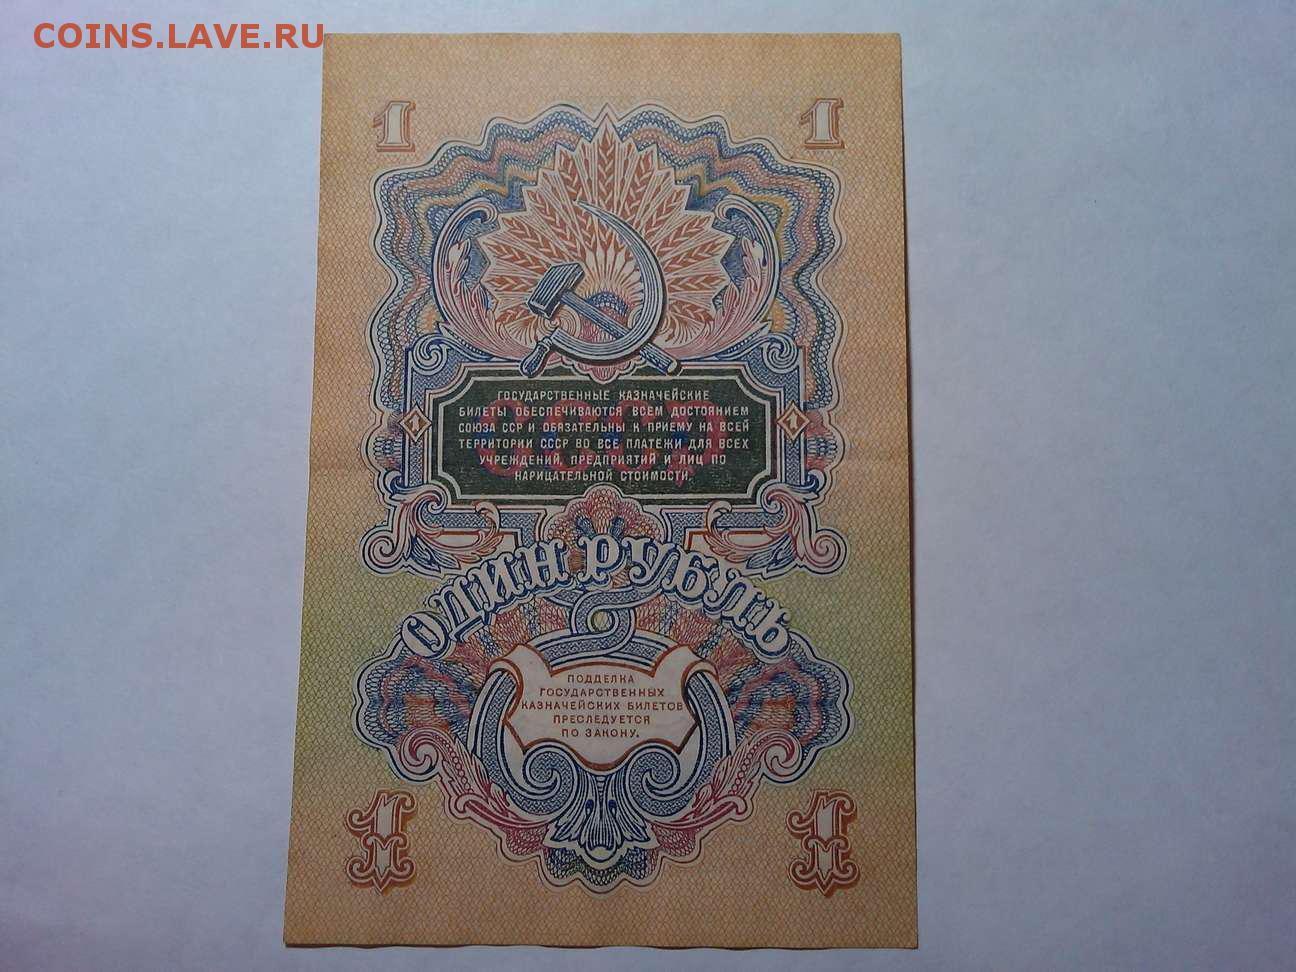 COINS.LAVE.RU
1 1
ГОСУДАРСТВЕННЫЕ КАЗНАЧЕЙСКИЕ
БИЛЕТЫ ОБЕСПЕЧИВАЮТСЯ ВСЕМ ДОСТОЯНИЕМ
СОЮЗА ССР И ОБЯЗАТЕЛЬНЫ К ПРИЕМУ НА ВСЕЙ
ТЕРРИТОРИИ СССР ВО ВСЕ ПЛАТЕЖИ ДЛЯ ВСЕХ
УЧРЕЖДЕНИЙ, ПРЕДПРИЯТИЙ И ЛИЦ ПО
НАРИЦАТЕЛЬНОЙ СТОИМОСТИ.
СССР
1 1
ОДИН РУБЛЬ
ПОДДЕЛКА
ГОСУДАРСТВЕННЫХ
КАЗНАЧЕЙСКИХ БИЛЕТОВ
ПРЕСЛЕДУЕТСЯ
ПО ЗАКОНУ.
1 1